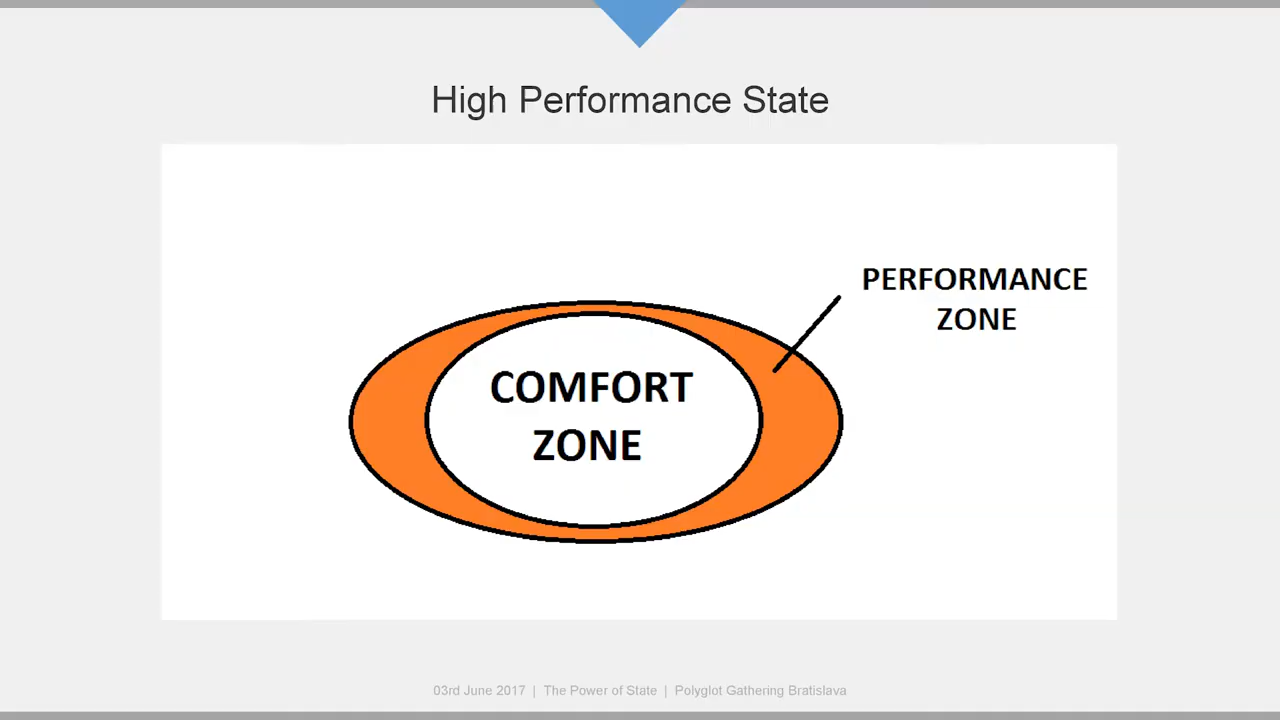 High Performance State
PERFORMANCE
ZONE
COMFORT
ZONE
03rd June 2017 | The Power of State | Polyglot Gathering Bratislava